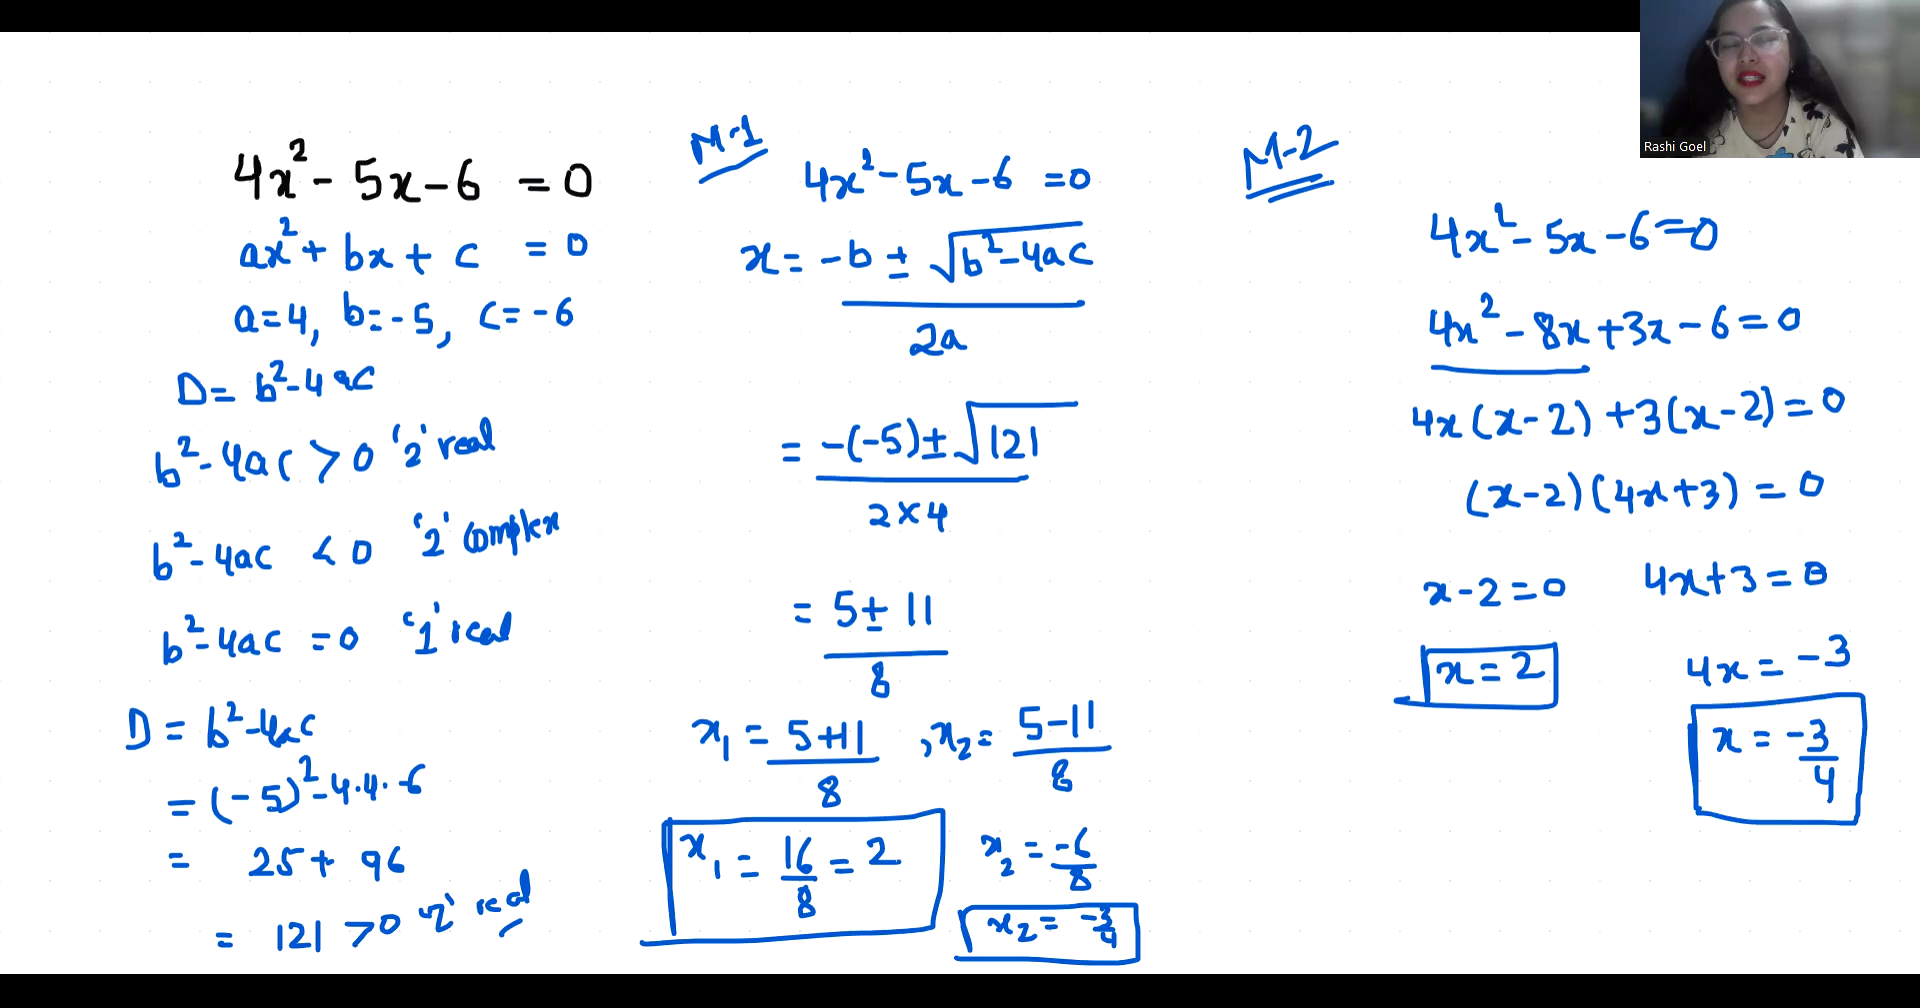 4x² - 5x - 6 = 0
ax² + bx + c = 0
a=4, b=-5, c=-6
D= b²-4ac
b²-4ac > 0 '2' real
b²-4ac < 0 '2' complex
b²-4ac = 0 '1' real
D = b²-4ac
= (-5)²-4.4.-6
= 25+ 96
= 121 >0 '2' real
M-1
4x²-5x-6 =0
x = -b ± √b²-4ac
2a
= -(-5)±√121
2×4
= 5± 11
8
x₁ = 5+11 , x₂ = 5-11
8 8
x₁ = 16 = 2 x₂ = -6
8 8
x₂ = -3
4
M-2
4x²-5x-6=0
4x²-8x+3x-6=0
4x(x-2)+3(x-2)=0
(x-2)(4x+3)=0
x-2=0 4x+3=0
x=2 4x=-3
x = -3
4
Rashi Goel